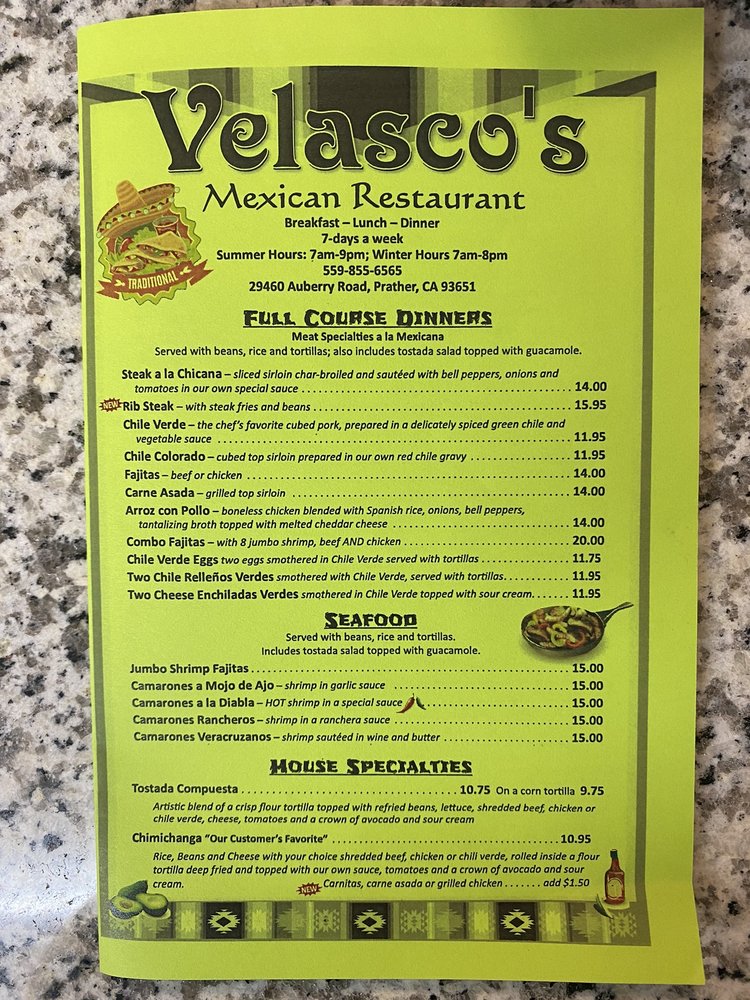 Velasco's
Mexican Restaurant
TRADITIONAL
Breakfast – Lunch – Dinner
7-days a week
Summer Hours: 7am-9pm; Winter Hours 7am-8pm
559-855-6565
29460 Auberry Road, Prather, CA 93651
FULL COURSE DINNERS
Meat Specialties a la Mexicana
Served with beans, rice and tortillas; also includes tostada salad topped with guacamole.
Steak a la Chicana – sliced sirloin char-broiled and sautéed with bell peppers, onions and
tomatoes in our own special sauce ........ 14.00
NEW Rib Steak – with steak fries and beans ........ 15.95
Chile Verde – the chef's favorite cubed pork, prepared in a delicately spiced green chile and
vegetable sauce ........ 11.95
Chile Colorado – cubed top sirloin prepared in our own red chile gravy ........ 11.95
Fajitas – beef or chicken ........ 14.00
Carne Asada – grilled top sirloin ........ 14.00
Arroz con Pollo – boneless chicken blended with Spanish rice, onions, bell peppers,
tantalizing broth topped with melted cheddar cheese ........ 14.00
Combo Fajitas – with 8 jumbo shrimp, beef AND chicken ........ 20.00
Chile Verde Eggs two eggs smothered in Chile Verde served with tortillas ........ 11.75
Two Chile Relleños Verdes smothered with Chile Verde, served with tortillas ........ 11.95
Two Cheese Enchiladas Verdes smothered in Chile Verde topped with sour cream ........ 11.95
SEAFOOD
Served with beans, rice and tortillas.
Includes tostada salad topped with guacamole.
Jumbo Shrimp Fajitas ........ 15.00
Camarones a Mojo de Ajo – shrimp in garlic sauce ........ 15.00
Camarones a la Diabla – HOT shrimp in a special sauce ........ 15.00
Camarones Rancheros – shrimp in a ranchera sauce ........ 15.00
Camarones Veracruzanos – shrimp sautéed in wine and butter ........ 15.00
HOUSE SPECIALTIES
Tostada Compuesta ........ 10.75 On a corn tortilla 9.75
Artistic blend of a crisp flour tortilla topped with refried beans, lettuce, shredded beef, chicken or
chile verde, cheese, tomatoes and a crown of avocado and sour cream
Chimichanga "Our Customer's Favorite" ........ 10.95
Rice, Beans and Cheese with your choice shredded beef, chicken or chili verde, rolled inside a flour
tortilla deep fried and topped with our own sauce, tomatoes and a crown of avocado and sour
cream.
NEW Carnitas, carne asada or grilled chicken ....... add $1.50